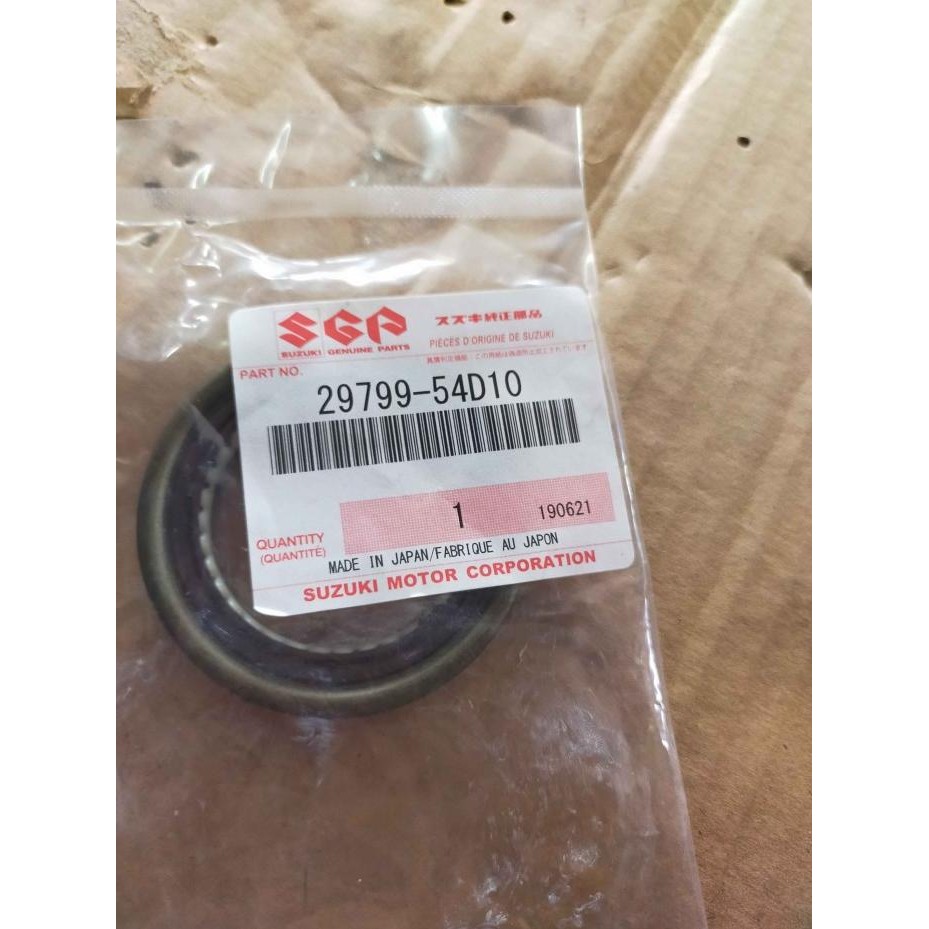 SGP
SUZUKI GENUINE PARTS
スズキ純正部品
PIÈCES D'ORIGINE DE SUZUKI
PART NO.
29799-54D10
QUANTITY
(QUANTITÉ)
1
190621
MADE IN JAPAN/FABRIQUE AU JAPON
SUZUKI MOTOR CORPORATION